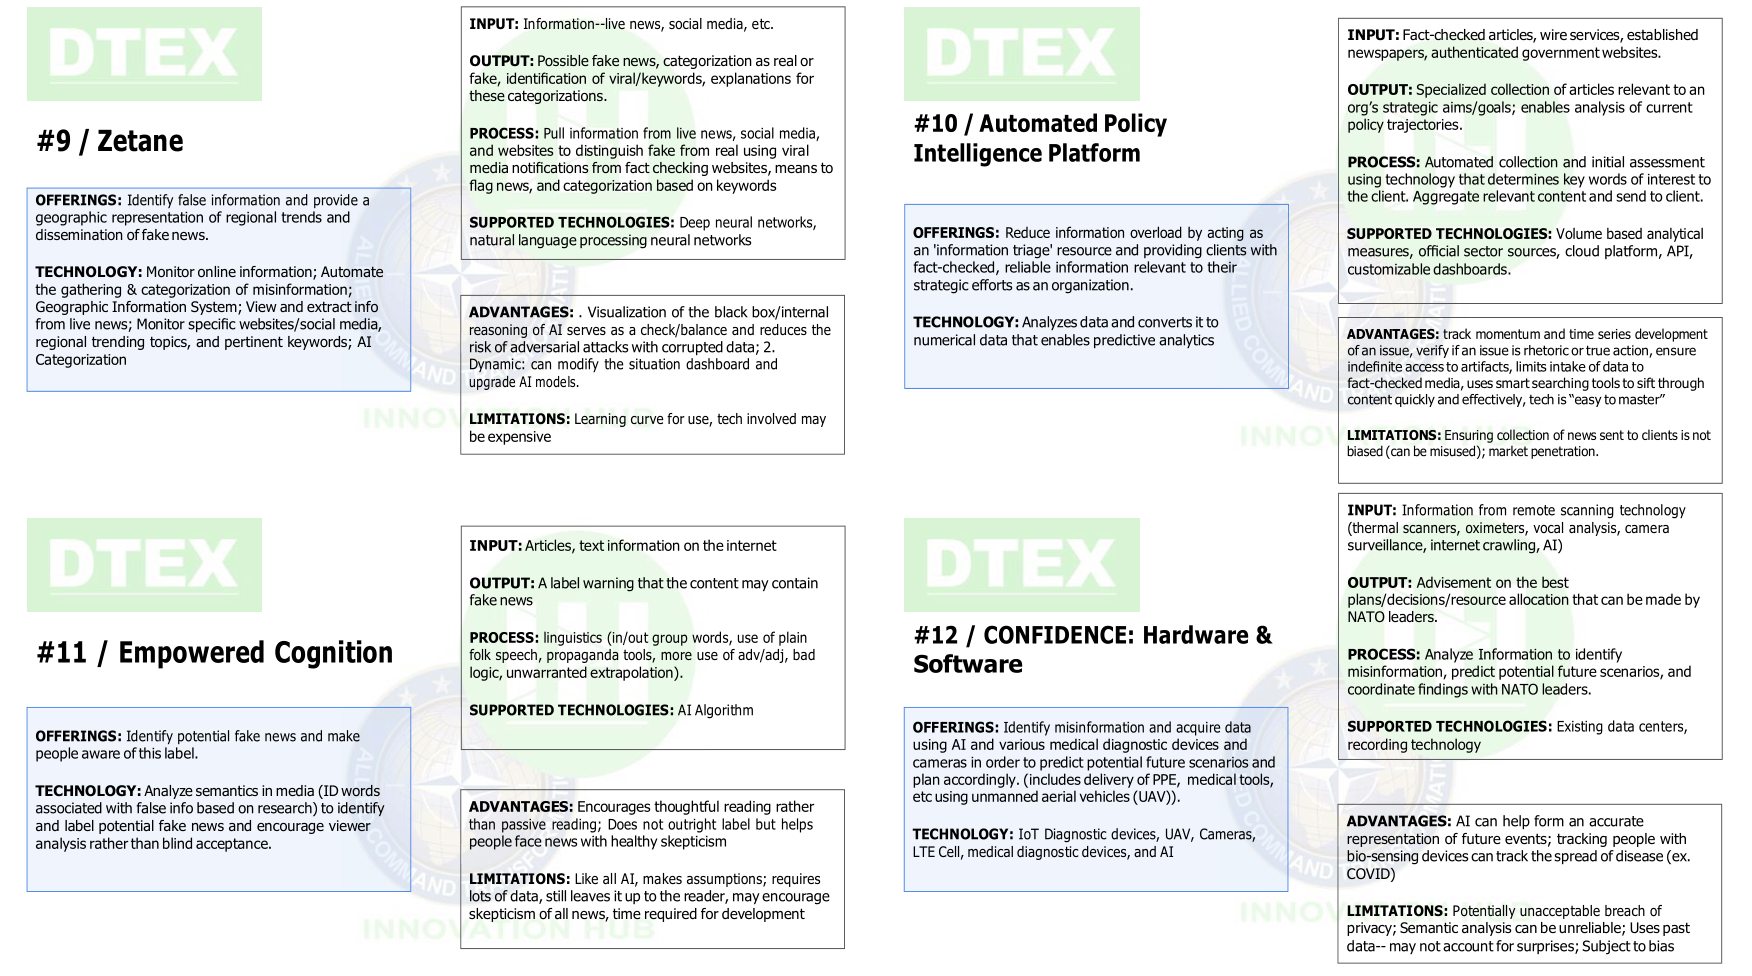 DTEX
#9 / Zetane
OFFERINGS: Identify false information and provide a
geographic representation of regional trends and
dissemination of fake news.
TECHNOLOGY: Monitor online information; Automate
the gathering & categorization of misinformation;
Geographic Information System; View and extract info
from live news; Monitor specific websites/social media,
regional trending topics, and pertinent keywords; AI
Categorization
INPUT: Information--live news, social media, etc.
OUTPUT: Possible fake news, categorization as real or
fake, identification of viral/keywords, explanations for
these categorizations.
PROCESS: Pull information from live news, social media,
and websites to distinguish fake from real using viral
media notifications from fact checking websites, means to
flag news, and categorization based on keywords
SUPPORTED TECHNOLOGIES: Deep neural networks,
natural language processing neural networks
ADVANTAGES: . Visualization of the black box/internal
reasoning of AI serves as a check/balance and reduces the
risk of adversarial attacks with corrupted data; 2.
Dynamic: can modify the situation dashboard and
upgrade AI models.
LIMITATIONS: Learning curve for use, tech involved may
be expensive
INNOVATION HUB
DTEX
#10 / Automated Policy
Intelligence Platform
OFFERINGS: Reduce information overload by acting as
an 'information triage' resource and providing clients with
fact-checked, reliable information relevant to their
strategic efforts as an organization.
TECHNOLOGY: Analyzes data and converts it to
numerical data that enables predictive analytics
INPUT: Fact-checked articles, wire services, established
newspapers, authenticated government websites.
OUTPUT: Specialized collection of articles relevant to an
org’s strategic aims/goals; enables analysis of current
policy trajectories.
PROCESS: Automated collection and initial assessment
using technology that determines key words of interest to
the client. Aggregate relevant content and send to client.
SUPPORTED TECHNOLOGIES: Volume based analytical
measures, official sector sources, cloud platform, API,
customizable dashboards.
ADVANTAGES: track momentum and time series development
of an issue, verify if an issue is rhetoric or true action, ensure
indefinite access to artifacts, limits intake of data to
fact-checked media, uses smart searching tools to sift through
content quickly and effectively, tech is “easy to master”
LIMITATIONS: Ensuring collection of news sent to clients is not
biased (can be misused); market penetration.
DTEX
#11 / Empowered Cognition
OFFERINGS: Identify potential fake news and make
people aware of this label.
TECHNOLOGY: Analyze semantics in media (ID words
associated with false info based on research) to identify
and label potential fake news and encourage viewer
analysis rather than blind acceptance.
INPUT: Articles, text information on the internet
OUTPUT: A label warning that the content may contain
fake news
PROCESS: linguistics (in/out group words, use of plain
folk speech, propaganda tools, more use of adv/adj, bad
logic, unwarranted extrapolation).
SUPPORTED TECHNOLOGIES: AI Algorithm
ADVANTAGES: Encourages thoughtful reading rather
than passive reading; Does not outright label but helps
people face news with healthy skepticism
LIMITATIONS: Like all AI, makes assumptions; requires
lots of data, still leaves it up to the reader, may encourage
skepticism of all news, time required for development
INNOVATION HUB
DTEX
#12 / CONFIDENCE: Hardware &
Software
OFFERINGS: Identify misinformation and acquire data
using AI and various medical diagnostic devices and
cameras in order to predict potential future scenarios and
plan accordingly. (includes delivery of PPE, medical tools,
etc using unmanned aerial vehicles (UAV)).
TECHNOLOGY: IoT Diagnostic devices, UAV, Cameras,
LTE Cell, medical diagnostic devices, and AI
INPUT: Information from remote scanning technology
(thermal scanners, oximeters, vocal analysis, camera
surveillance, internet crawling, AI)
OUTPUT: Advisement on the best
plans/decisions/resource allocation that can be made by
NATO leaders.
PROCESS: Analyze Information to identify
misinformation, predict potential future scenarios, and
coordinate findings with NATO leaders.
SUPPORTED TECHNOLOGIES: Existing data centers,
recording technology
ADVANTAGES: AI can help form an accurate
representation of future events; tracking people with
bio-sensing devices can track the spread of disease (ex.
COVID)
LIMITATIONS: Potentially unacceptable breach of
privacy; Semantic analysis can be unreliable; Uses past
data-- may not account for surprises; Subject to bias